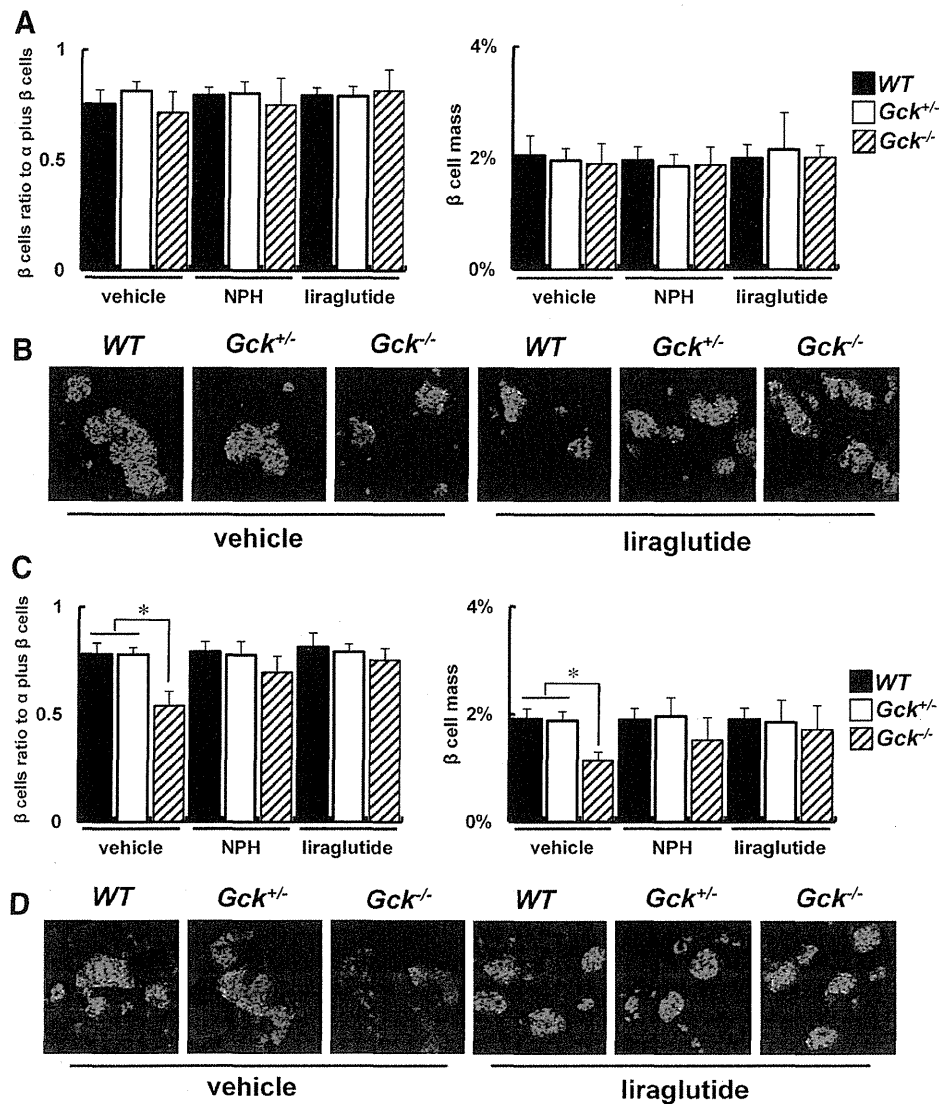 A
β cells ratio to α plus β cells
1
0.5
0
vehicle NPH liraglutide
β cell mass
4%
2%
0%
vehicle NPH liraglutide
WT
Gck+/-
Gck-/-
B
WT Gck+/- Gck-/- WT Gck+/- Gck-/-
vehicle liraglutide
C
β cells ratio to α plus β cells
1
0.5
0
*
vehicle NPH liraglutide
β cell mass
4%
2%
0%
*
vehicle NPH liraglutide
WT
Gck+/-
Gck-/-
D
WT Gck+/- Gck-/- WT Gck+/- Gck-/-
vehicle liraglutide